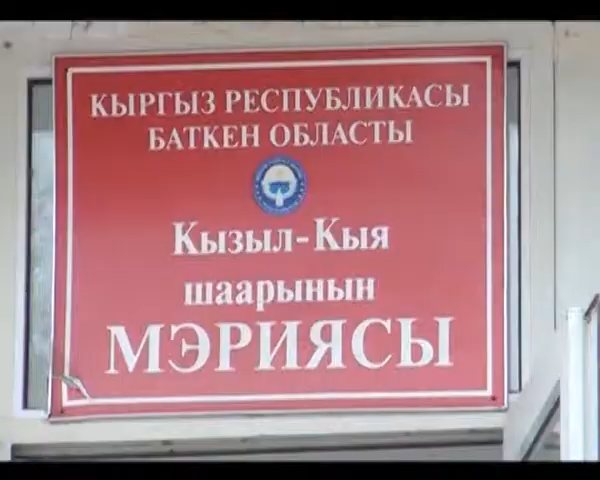 КЫРГЫЗ РЕСПУБЛИКАСЫ
БАТКЕН ОБЛАСТЫ
Кызыл-Кыя
шаарынын
МЭРИЯСЫ